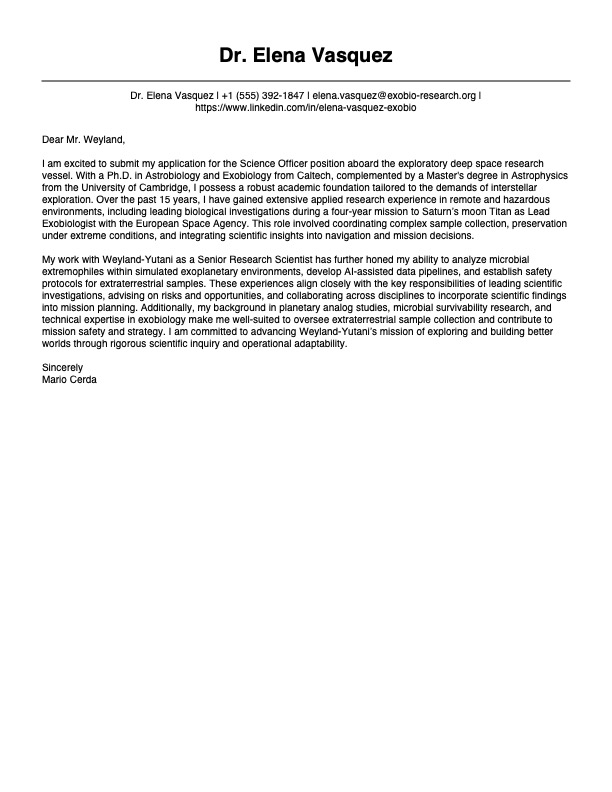 Dr. Elena Vasquez
Dr. Elena Vasquez | +1 (555) 392-1847 | elena.vasquez@exobio-research.org |
https://www.linkedin.com/in/elena-vasquez-exobio
Dear Mr. Weyland,
I am excited to submit my application for the Science Officer position aboard the exploratory deep space research
vessel. With a Ph.D. in Astrobiology and Exobiology from Caltech, complemented by a Master's degree in Astrophysics
from the University of Cambridge, I possess a robust academic foundation tailored to the demands of interstellar
exploration. Over the past 15 years, I have gained extensive applied research experience in remote and hazardous
environments, including leading biological investigations during a four-year mission to Saturn's moon Titan as Lead
Exobiologist with the European Space Agency. This role involved coordinating complex sample collection, preservation
under extreme conditions, and integrating scientific insights into navigation and mission decisions.
My work with Weyland-Yutani as a Senior Research Scientist has further honed my ability to analyze microbial
extremophiles within simulated exoplanetary environments, develop AI-assisted data pipelines, and establish safety
protocols for extraterrestrial samples. These experiences align closely with the key responsibilities of leading scientific
investigations, advising on risks and opportunities, and collaborating across disciplines to incorporate scientific findings
into mission planning. Additionally, my background in planetary analog studies, microbial survivability research, and
technical expertise in exobiology make me well-suited to oversee extraterrestrial sample collection and contribute to
mission safety and strategy. I am committed to advancing Weyland-Yutani's mission of exploring and building better
worlds through rigorous scientific inquiry and operational adaptability.
Sincerely
Mario Cerda